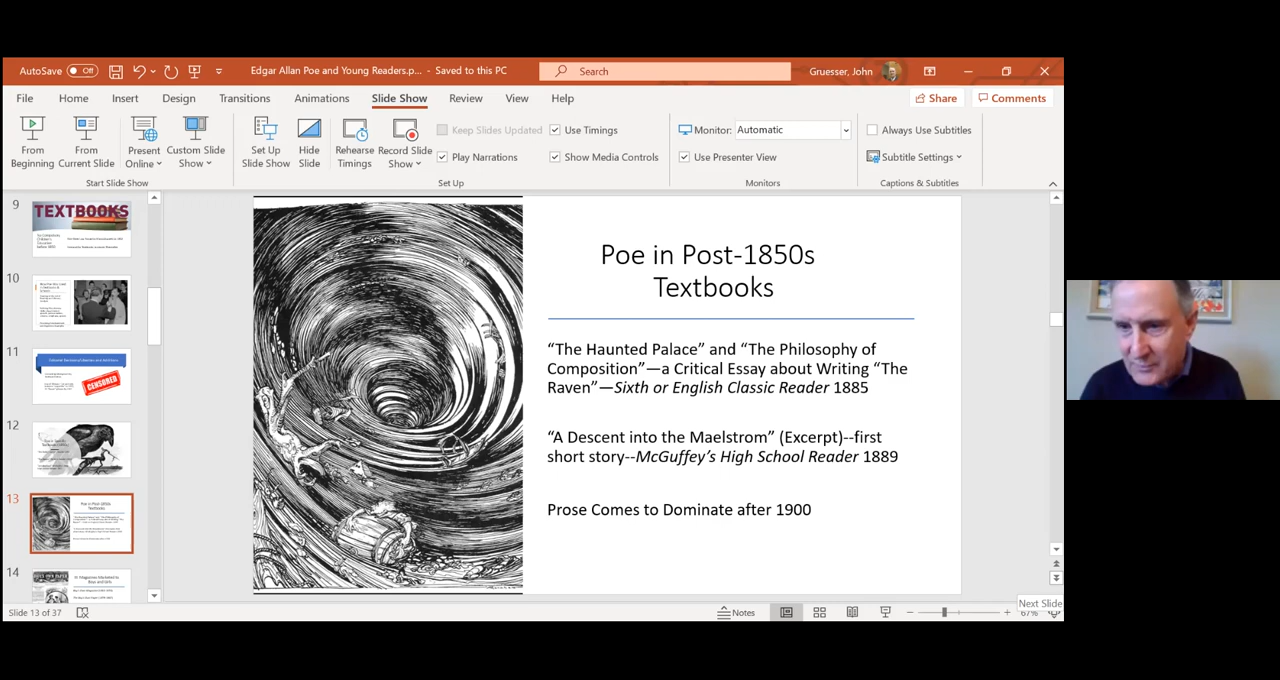 AutoSave Off
Edgar Allan Poe and Young Readers.p... - Saved to this PC
Search
Gruesser, John
File Home Insert Design Transitions Animations Slide Show Review View Help
Share Comments
From Beginning
From Current Slide
Present Online
Custom Slide Show
Start Slide Show
Set Up Slide Show
Hide Slide
Rehearse Timings
Record Slide Show
Keep Slides Updated
Play Narrations
Use Timings
Show Media Controls
Set Up
Monitor: Automatic
Use Presenter View
Monitors
Always Use Subtitles
Subtitle Settings
Captions & Subtitles
9
TEXTBOOKS
10
11
CENSORED
12
13
14
Poe in Post-1850s
Textbooks
“The Haunted Palace” and “The Philosophy of
Composition”—a Critical Essay about Writing “The
Raven”—Sixth or English Classic Reader 1885
“A Descent into the Maelstrom” (Excerpt)--first
short story--McGuffey’s High School Reader 1889
Prose Comes to Dominate after 1900
Next Slide
Slide 13 of 37
Notes
67%